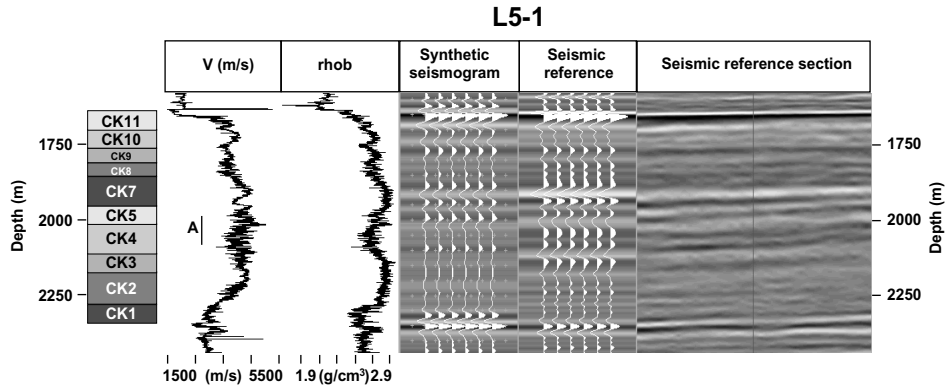 L5-1
V (m/s)
rhob
Synthetic
seismogram
Seismic
reference
Seismic reference section
CK11
CK10
CK9
CK8
CK7
CK5
CK4
CK3
CK2
CK1
Depth (m)
1750
2000
2250
A
1750
2000
2250
Depth (m)
1500 (m/s) 5500
1.9 (g/cm³) 2.9